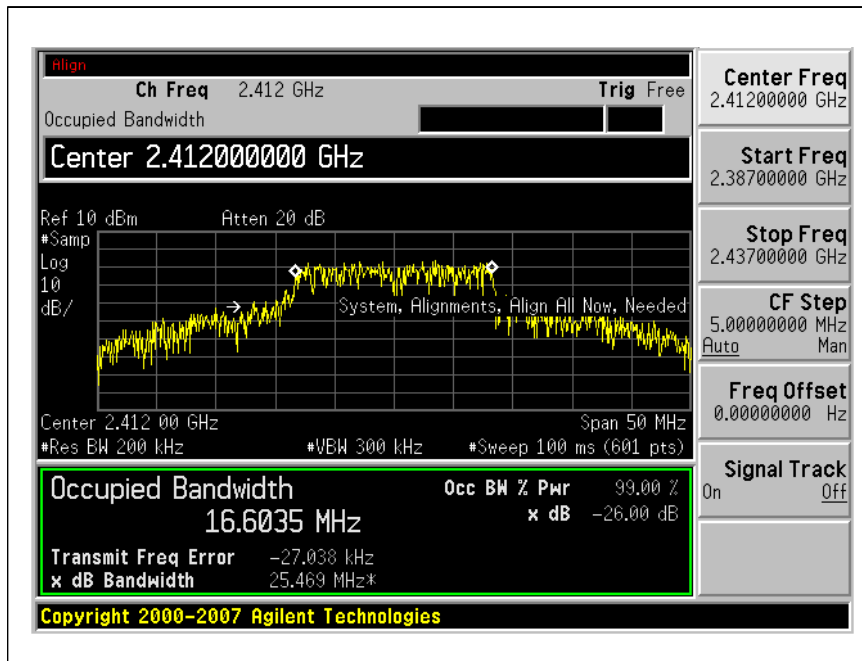 Align
Ch Freq 2.412 GHz Trig Free
Occupied Bandwidth
Center 2.412000000 GHz
Ref 10 dBm Atten 20 dB
#Samp
Log
10
dB/
System, Alignments, Align All Now, Needed
Center 2.412 00 GHz Span 50 MHz
#Res BW 200 kHz #VBW 300 kHz #Sweep 100 ms (601 pts)
Occupied Bandwidth Occ BW % Pwr 99.00 %
16.6035 MHz x dB -26.00 dB
Transmit Freq Error -27.038 kHz
x dB Bandwidth 25.469 MHz*
Copyright 2000-2007 Agilent Technologies
Center Freq
2.41200000 GHz
Start Freq
2.38700000 GHz
Stop Freq
2.43700000 GHz
CF Step
5.00000000 MHz
Auto Man
Freq Offset
0.00000000 Hz
Signal Track
On Off